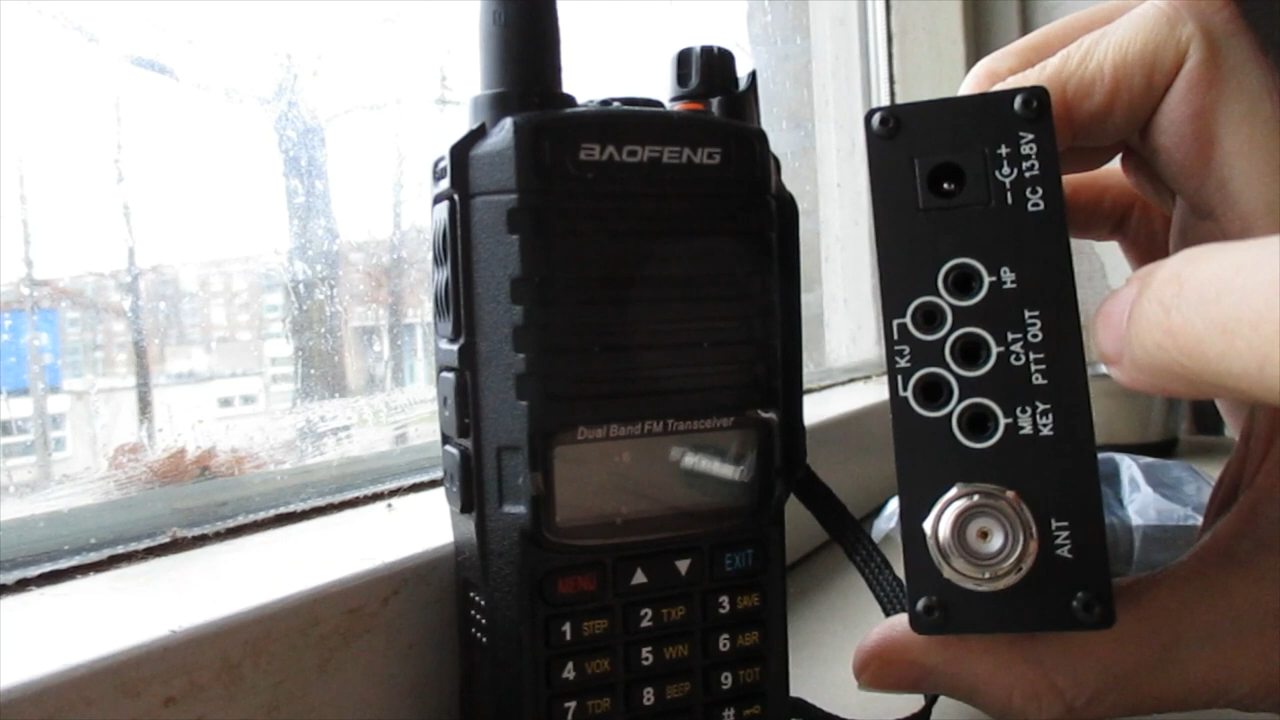 BAOFENG
Dual Band FM Transceiver
MENU ▲ ▼ EXIT
1 STEP 2 TXP 3 SAVE
4 VOX 5 WN 6 ABR
7 TDR 8 BEEP 9 TOT
#
- +
DC 13.8V
HP
KJ
CAT
PTT OUT
MIC
KEY
ANT